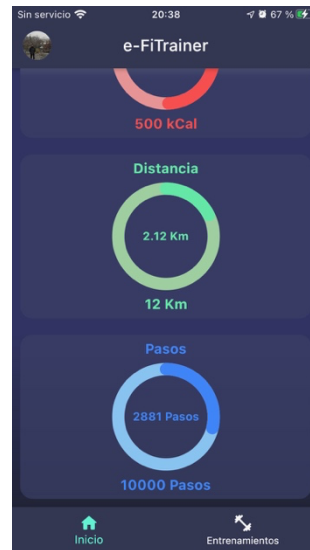 Sin servicio 20:38 67 %
e-FiTrainer
500 kCal
Distancia
2.12 Km
12 Km
Pasos
2881 Pasos
10000 Pasos
Inicio Entrenamientos